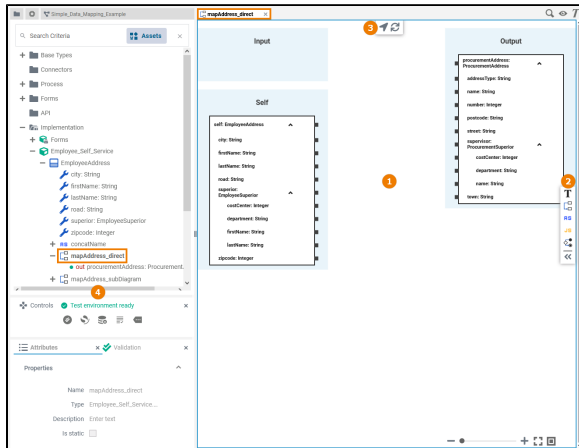 Simple_Data_Mapping_Example
Search Criteria
Assets
Base Types
Connectors
Process
Forms
API
Implementation
Forms
Employee_Self_Service
EmployeeAddress
city: String
firstName: String
lastName: String
road: String
superior: EmployeeSuperior
zipcode: Integer
concatName
mapAddress_direct
out procurementAddress: Procurement.
mapAddress_subDiagram
4
Controls
Test environment ready
Attributes
Validation
Properties
Name mapAddress_direct
Type Employee_Self_Service...
Description Enter text
Is static
mapAddress_direct
3
Input
Self
self: EmployeeAddress
city: String
firstName: String
lastName: String
road: String
superior:
EmployeeSuperior
costCenter: Integer
department: String
firstName: String
lastName: String
zipcode: Integer
1
Output
procurementAddress:
ProcurementAddress
addressType: String
name: String
number: Integer
postcode: String
street: String
supervisor:
ProcurementSuperior
costCenter: Integer
department: String
name: String
town: String
2
T